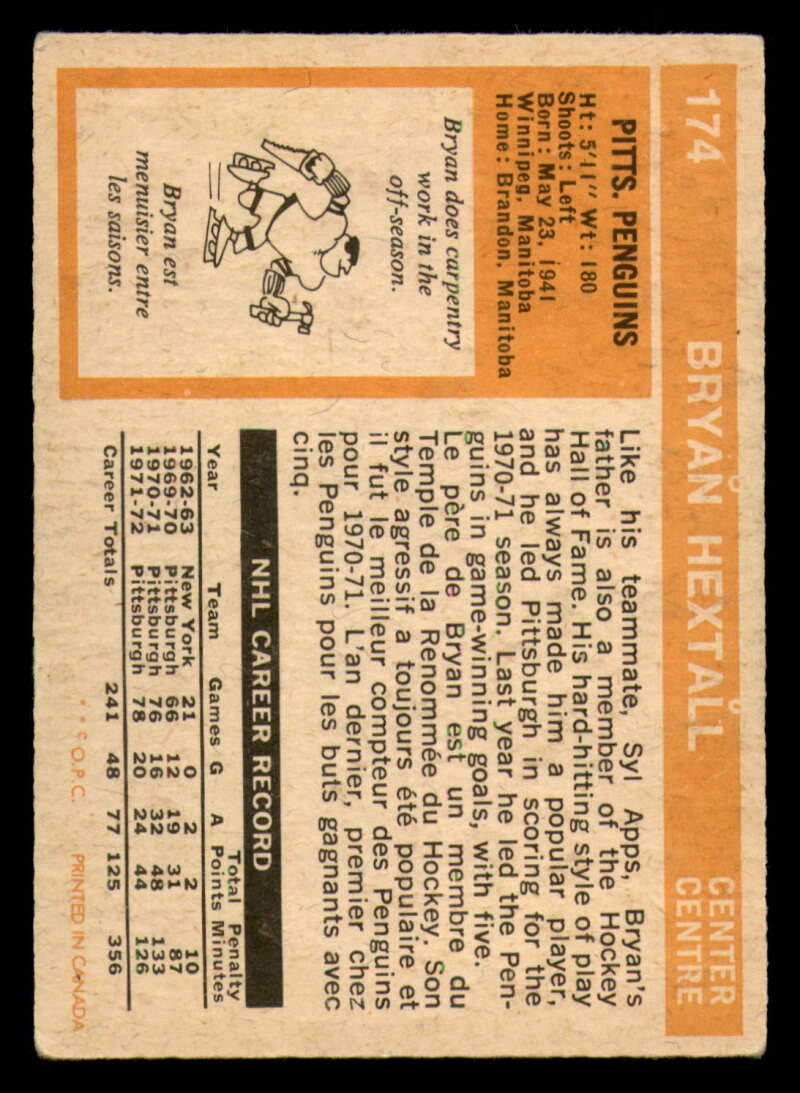 174 BRYAN HEXTALL CENTER
CENTRE
PITTS. PENGUINS
Ht: 5'11" Wt: 180
Shoots: Left
Born: May 23, 1941
Winnipeg, Manitoba
Home: Brandon, Manitoba
Bryan does carpentry
work in the
off-season.
Bryan est
menuisier entre
les saisons.
Like his teammate, Syl Apps, Bryan's
father is also a member of the Hockey
Hall of Fame. His hard-hitting style of play
has always made him a popular player,
and he led Pittsburgh in scoring for the
1970-71 season. Last year he led the Pen-
guins in game-winning goals, with five.
Le père de Bryan est un membre du
Temple de la Renommée du Hockey. Son
style agressif a toujours été populaire et
il fut le meilleur compteur des Penguins
pour 1970-71. L'an dernier, premier chez
les Penguins pour les buts gagnants avec
cinq.
NHL CAREER RECORD
Total Penalty
Year Team Games G A Points Minutes
1962-63 New York 21 0 2 2 10
1969-70 Pittsburgh 66 12 19 31 87
1970-71 Pittsburgh 76 16 32 48 133
1971-72 Pittsburgh 78 20 24 44 126
Career Totals 241 48 77 125 356
* * © O.P.C. PRINTED IN CANADA